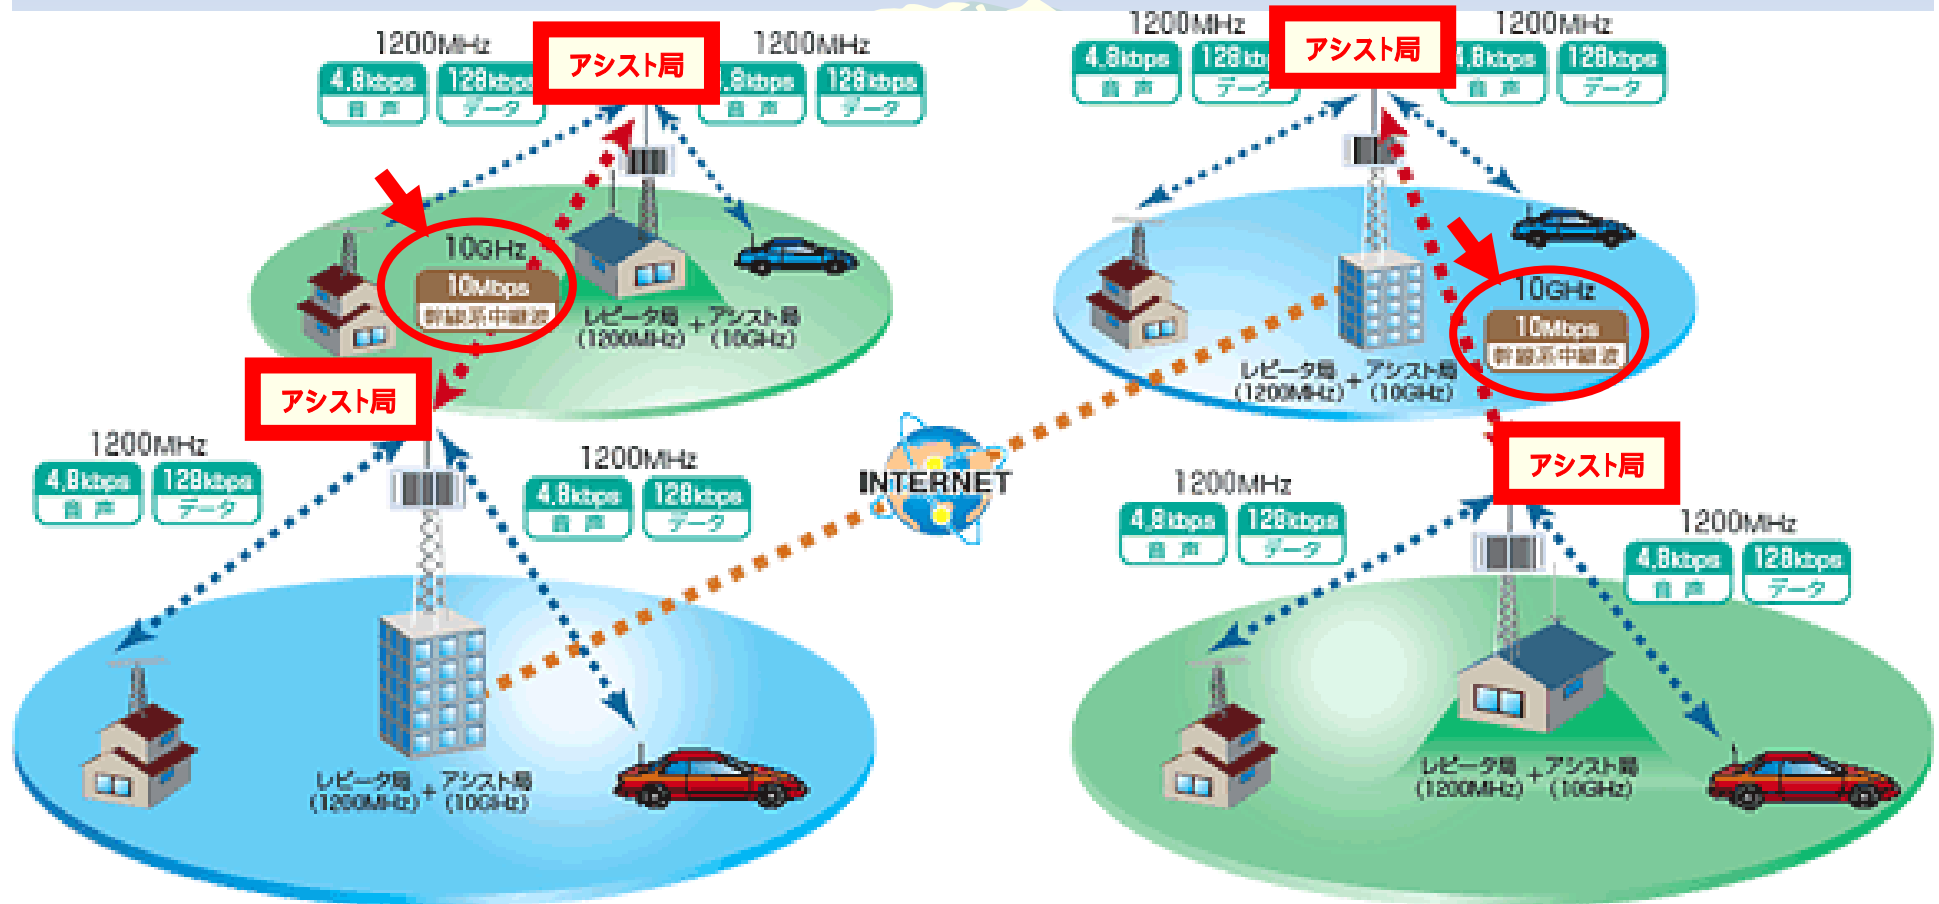 1200MHz
アシスト局
1200MHz
4.8kbps
音声
128kbps
データ
4.8kbps
音声
128kbps
データ
10GHz
10Mbps
幹線系中継波
レピータ局 + アシスト局
(1200MHz) (10GHz)
1200MHz
アシスト局
1200MHz
4.8kbps
音声
128kbps
データ
4.8kbps
音声
128kbps
データ
10GHz
10Mbps
幹線系中継波
レピータ局 + アシスト局
(1200MHz) (10GHz)
アシスト局
1200MHz
4.8kbps
音声
128kbps
データ
1200MHz
4.8kbps
音声
128kbps
データ
レピータ局 + アシスト局
(1200MHz) (10GHz)
INTERNET
アシスト局
1200MHz
4.8kbps
音声
128kbps
データ
1200MHz
4.8kbps
音声
128kbps
データ
レピータ局 + アシスト局
(1200MHz) (10GHz)